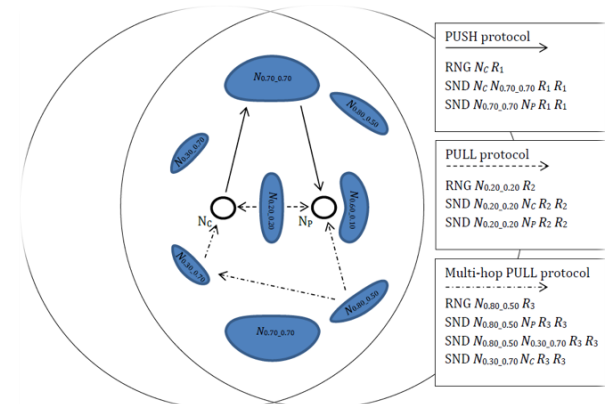 N0.70_0.70
N0.80_0.50
N0.30_0.70
N0.20_0.20
N0.60_0.10
NC
NP
N0.30_0.70
N0.80_0.50
N0.70_0.70
PUSH protocol
RNG NC R1
SND NC N0.70_0.70 R1 R1
SND N0.70_0.70 NP R1 R1
PULL protocol
RNG N0.20_0.20 R2
SND N0.20_0.20 NC R2 R2
SND N0.20_0.20 NP R2 R2
Multi-hop PULL protocol
RNG N0.80_0.50 R3
SND N0.80_0.50 NP R3 R3
SND N0.80_0.50 N0.30_0.70 R3 R3
SND N0.30_0.70 NC R3 R3